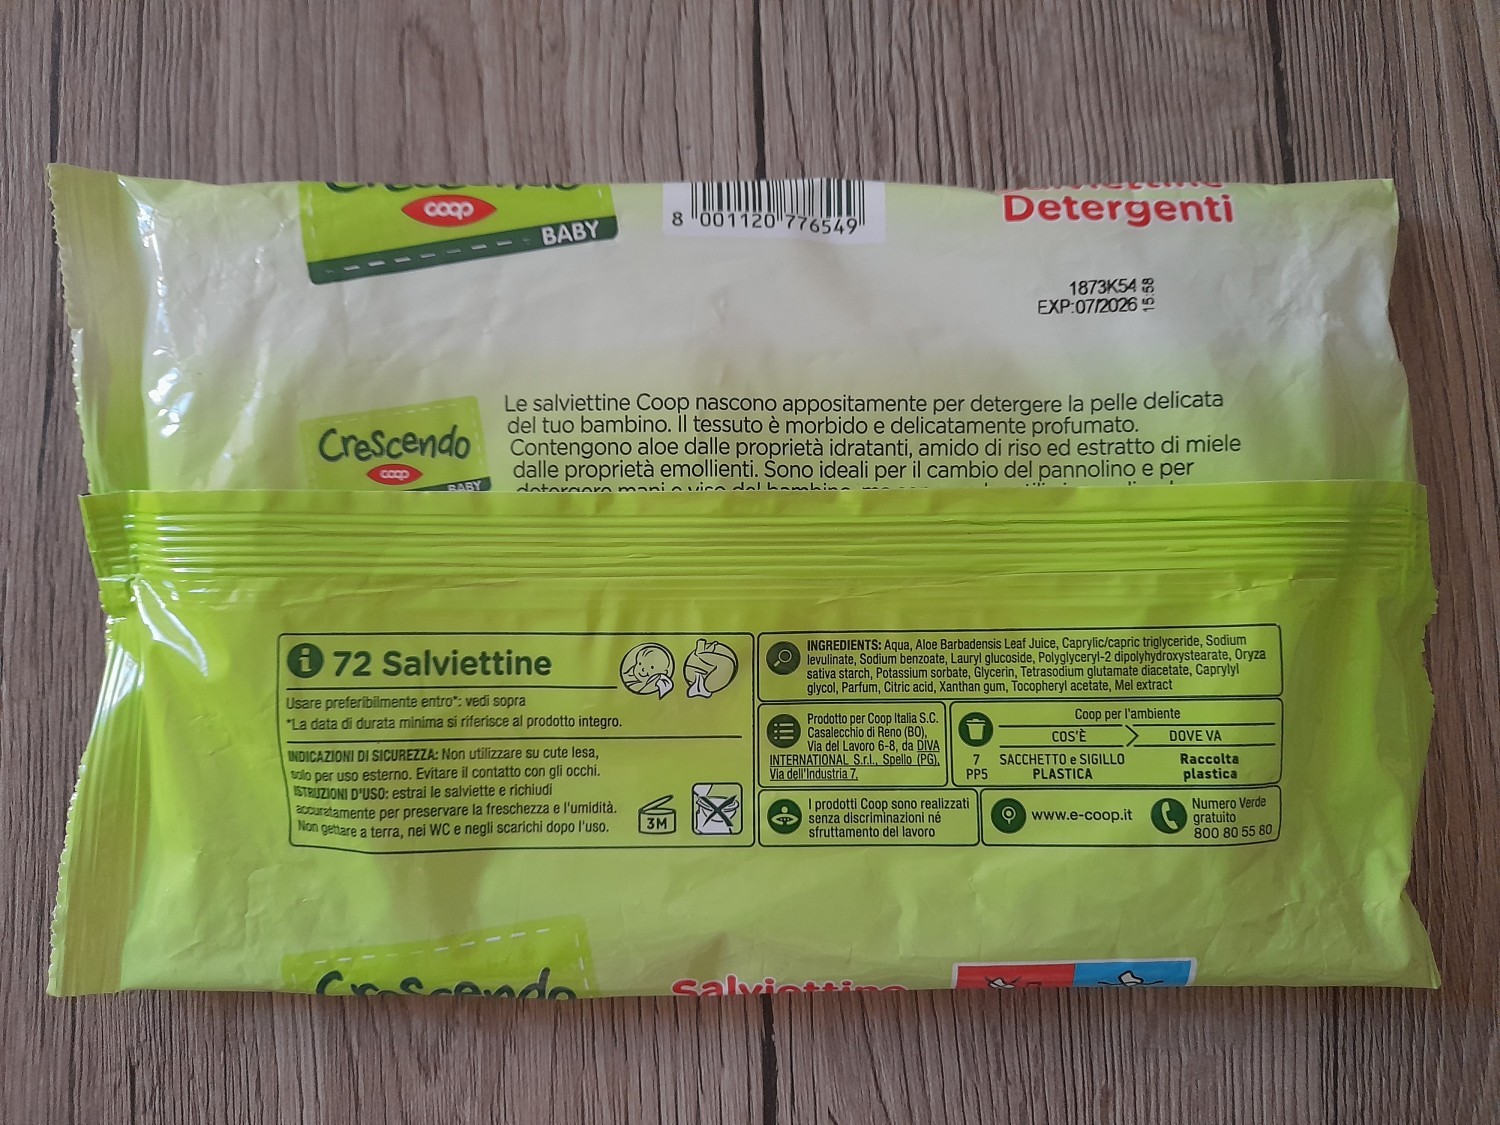 coop
BABY
8 001120 776549
Detergenti
1873K54
EXP:07/2026
15:58
Le salviettine Coop nascono appositamente per detergere la pelle delicata
del tuo bambino. Il tessuto è morbido e delicatamente profumato.
Contengono aloe dalle proprietà idratanti, amido di riso ed estratto di miele
dalle proprietà emollienti. Sono ideali per il cambio del pannolino e per
detergere mani e viso del bambino, ma
Crescendo
coop
BABY
72 Salviettine
Usare preferibilmente entro*: vedi sopra
*La data di durata minima si riferisce al prodotto integro.
INDICAZIONI DI SICUREZZA: Non utilizzare su cute lesa,
solo per uso esterno. Evitare il contatto con gli occhi.
ISTRUZIONI D'USO: estrai le salviette e richiudi
accuratamente per preservare la freschezza e l'umidità.
Non gettare a terra, nei WC e negli scarichi dopo l'uso.
3M
INGREDIENTS: Aqua, Aloe Barbadensis Leaf Juice, Caprylic/capric triglyceride, Sodium
levulinate, Sodium benzoate, Lauryl glucoside, Polyglyceryl-2 dipolyhydroxystearate, Oryza
sativa starch, Potassium sorbate, Glycerin, Tetrasodium glutamate diacetate, Caprylyl
glycol, Parfum, Citric acid, Xanthan gum, Tocopheryl acetate, Mel extract
Prodotto per Coop Italia S.C.
Casalecchio di Reno (BO),
Via del Lavoro 6-8, da DIVA
INTERNATIONAL S.r.l., Spello (PG),
Via dell'Industria 7.
Coop per l'ambiente
COS'È
DOVE VA
7
PP5
SACCHETTO e SIGILLO
PLASTICA
Raccolta
plastica
I prodotti Coop sono realizzati
senza discriminazioni né
sfruttamento del lavoro
www.e-coop.it
Numero Verde
gratuito
800 80 55 80
Crescendo
Salviettine